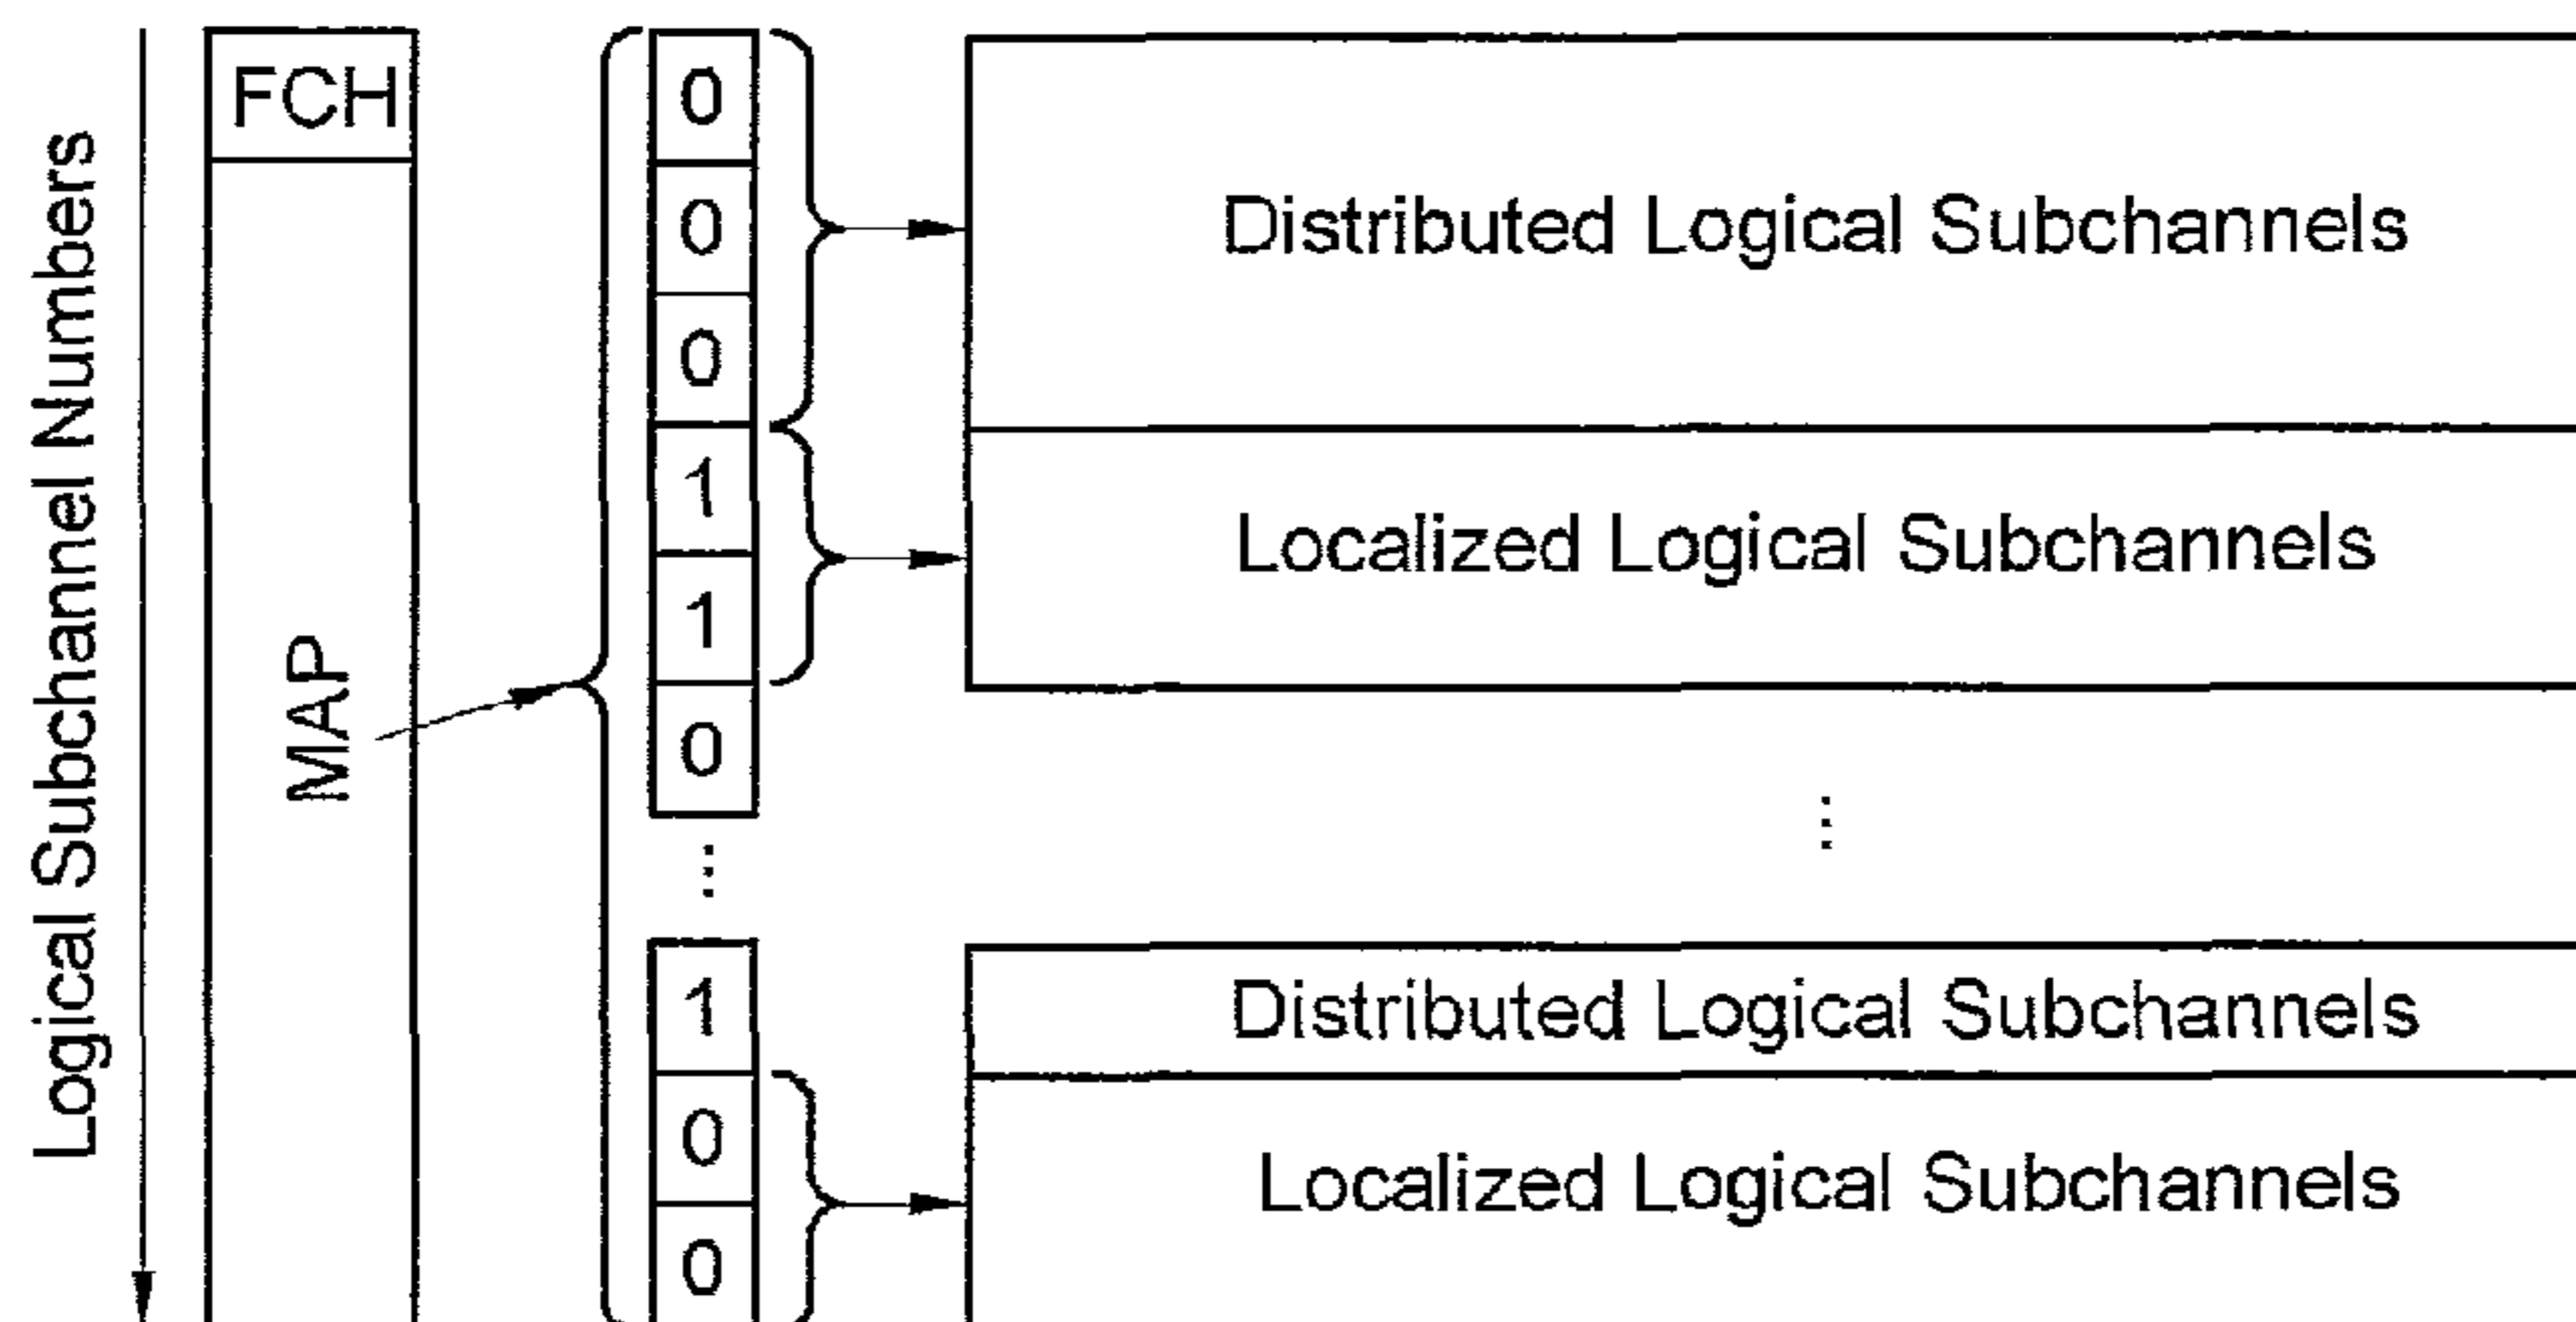 Logical Subchannel Numbers
FCH
MAP
0
0
0
1
1
0
⋮
1
0
0
Distributed Logical Subchannels
Localized Logical Subchannels
⋮
Distributed Logical Subchannels
Localized Logical Subchannels